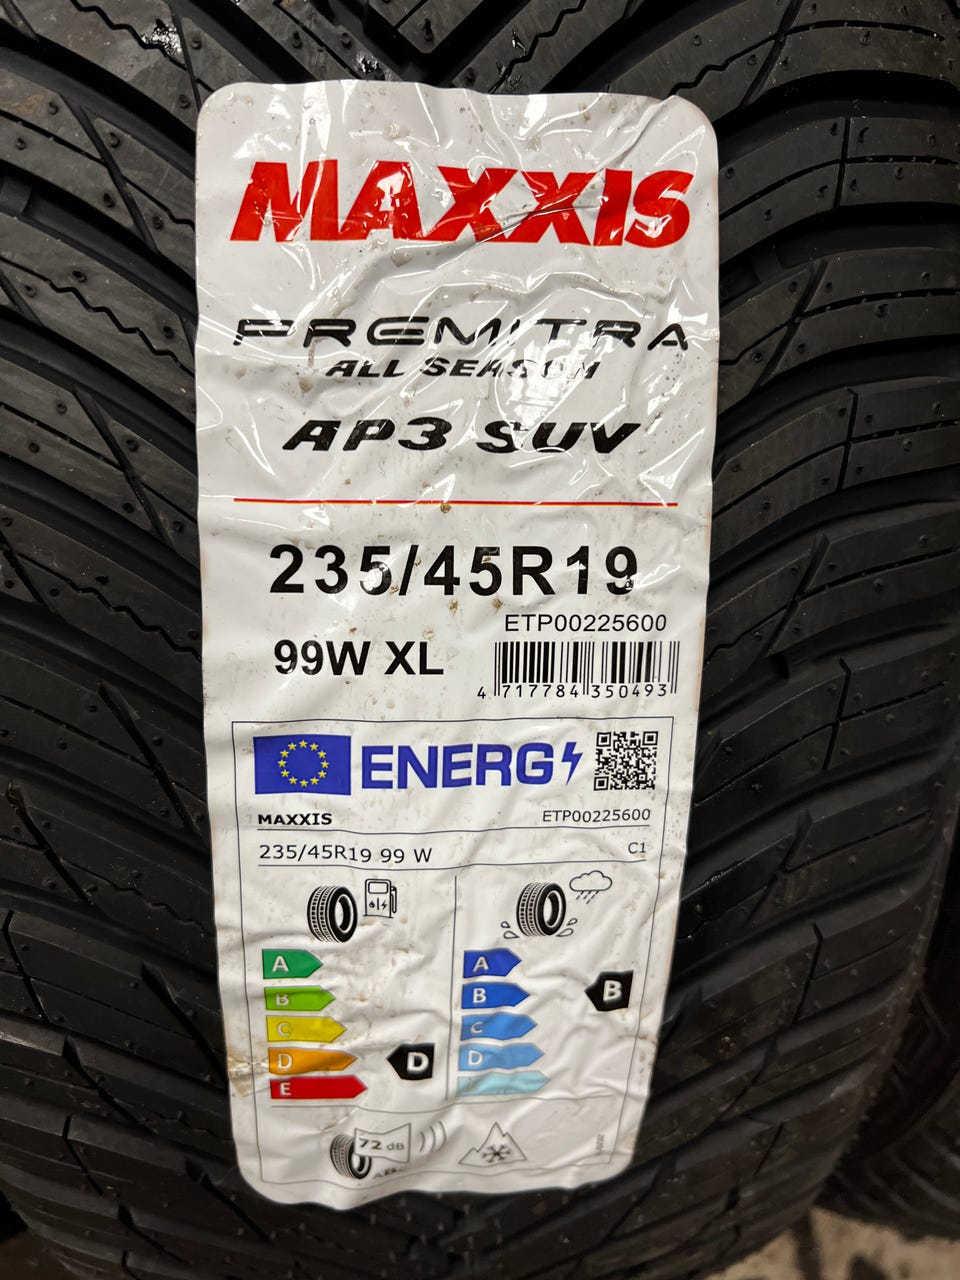 MAXXIS
PREMITRA
ALL SEASON
AP3 SUV
235/45R19
ETP00225600
99W XL
4 717784 350493
ENERG
MAXXIS
ETP00225600
235/45R19 99 W
C1
A
B
C
D
E
D
A
B
C
D
B
72 dB